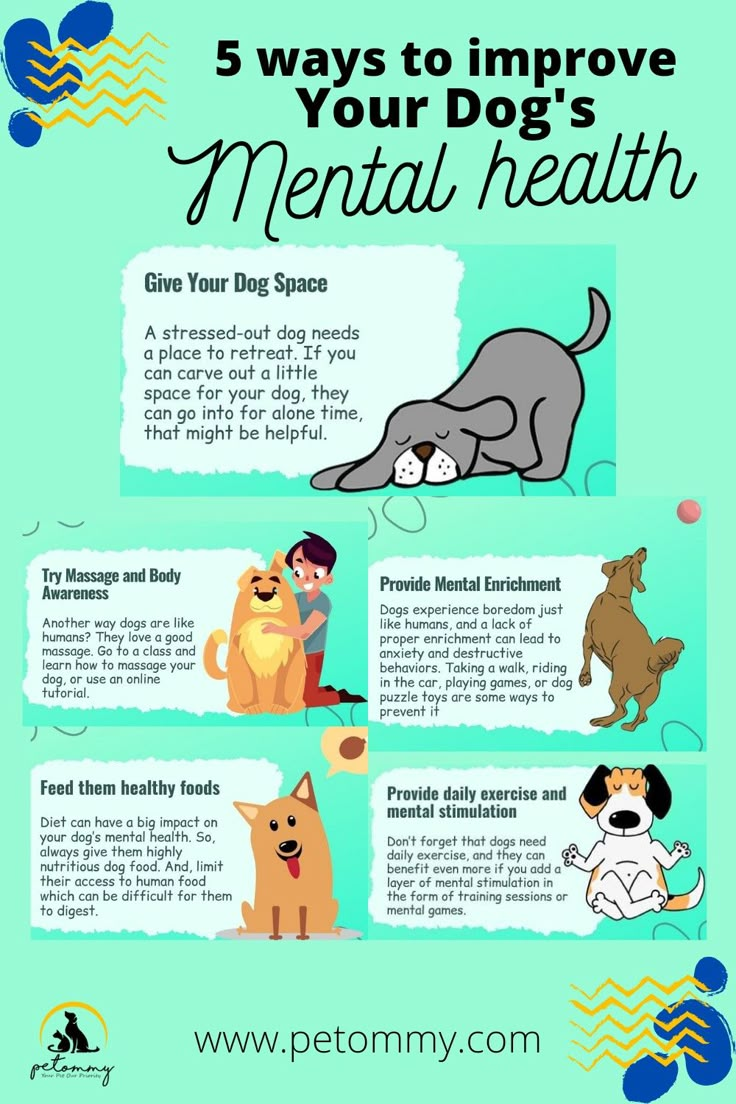 5 ways to improve
Your Dog's
Mental health
Give Your Dog Space
A stressed-out dog needs
a place to retreat. If you
can carve out a little
space for your dog, they
can go into for alone time,
that might be helpful.
Try Massage and Body
Awareness
Another way dogs are like
humans? They love a good
massage. Go to a class and
learn how to massage your
dog, or use an online
tutorial.
Provide Mental Enrichment
Dogs experience boredom just
like humans, and a lack of
proper enrichment can lead to
anxiety and destructive
behaviors. Taking a walk, riding
in the car, playing games, or dog
puzzle toys are some ways to
prevent it
Feed them healthy foods
Diet can have a big impact on
your dog's mental health. So,
always give them highly
nutritious dog food. And, limit
their access to human food
which can be difficult for them
to digest.
Provide daily exercise and
mental stimulation
Don't forget that dogs need
daily exercise, and they can
benefit even more if you add a
layer of mental stimulation in
the form of training sessions or
mental games.
petommy
Your Pet Our Priority
www.petommy.com